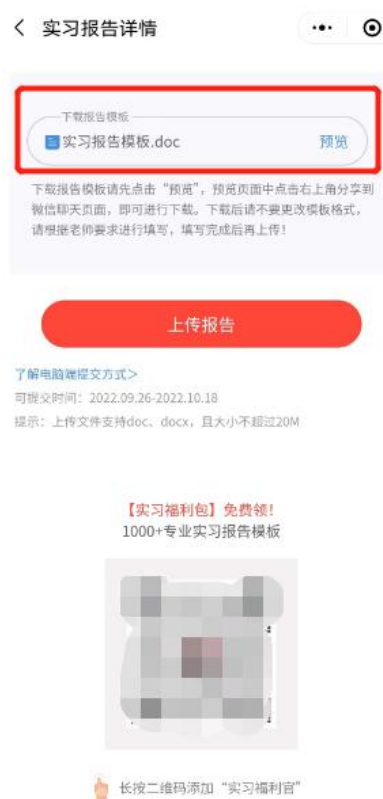 实习报告详情
下载报告模板
实习报告模板.doc 预览
下载报告模板请先点击“预览”，预览页面中点击右上角分享到
微信聊天页面，即可进行下载。下载后请不要更改模板格式，
请根据老师要求进行填写，填写完成后再上传！
上传报告
了解电脑端提交方式>
可提交时间：2022.09.26-2022.10.18
提示：上传文件支持doc、docx，且大小不超过20M
【实习福利包】免费领！
1000+专业实习报告模板
长按二维码添加“实习福利官”